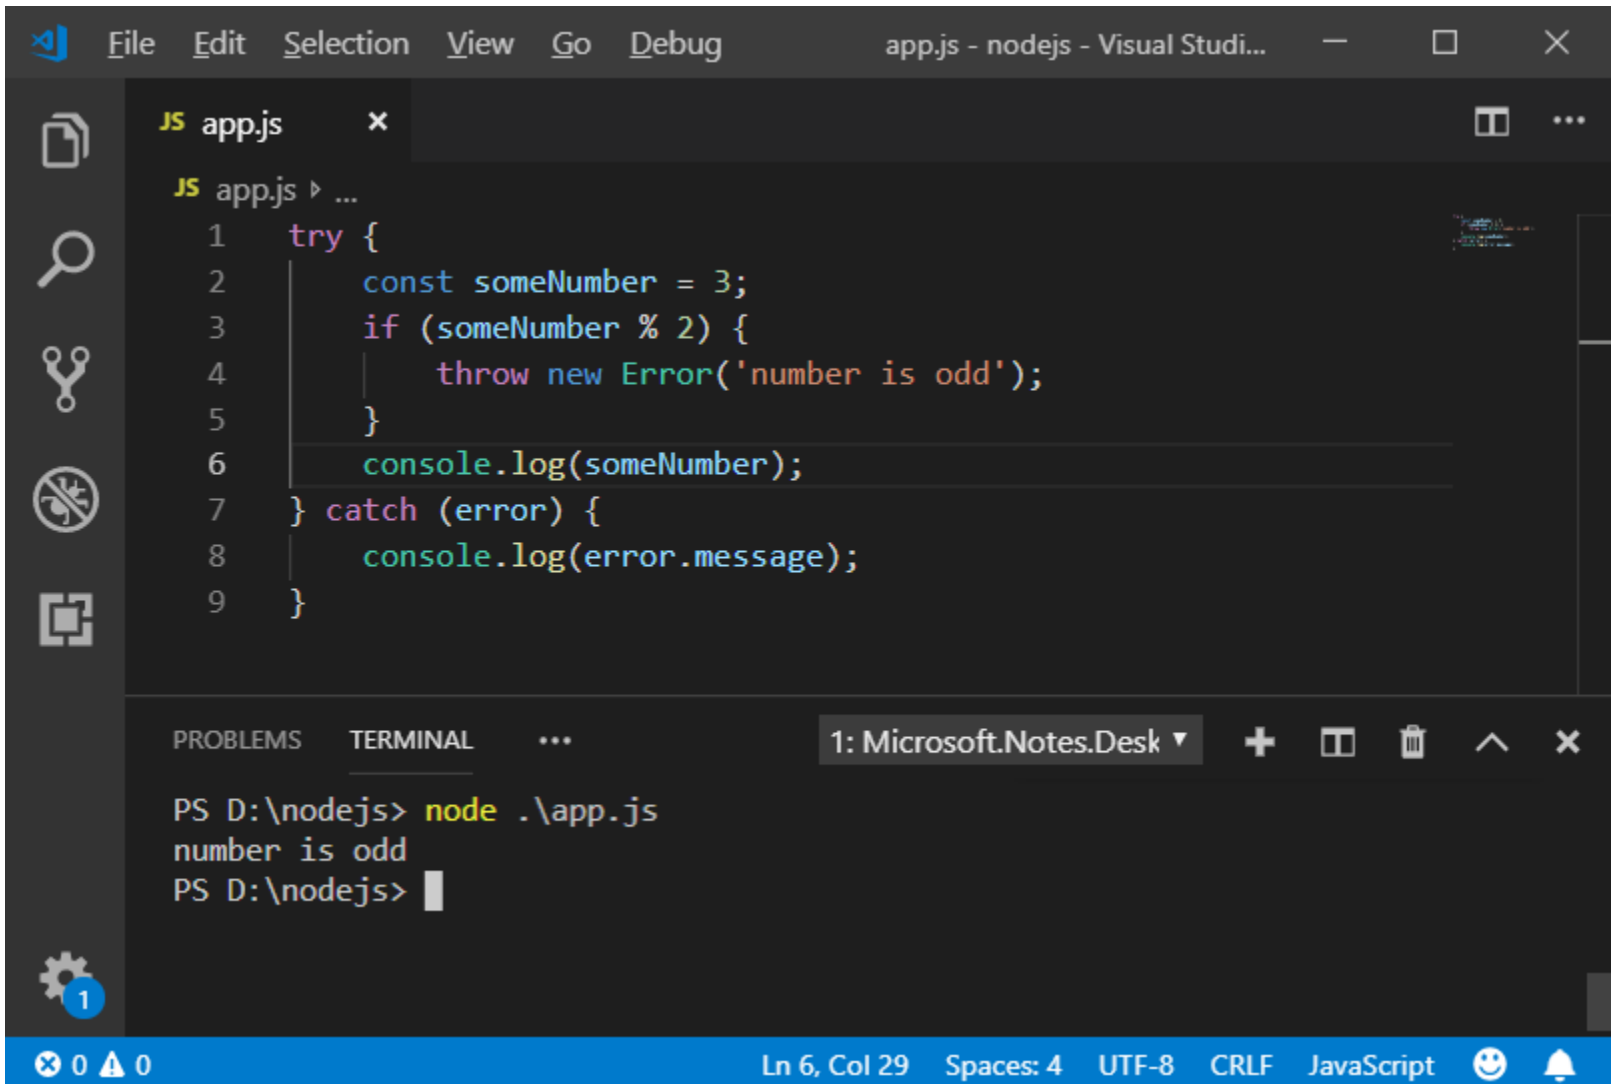 File Edit Selection View Go Debug app.js - nodejs - Visual Studi...
JS app.js
JS app.js ...
1 try {
2 const someNumber = 3;
3 if (someNumber % 2) {
4 throw new Error('number is odd');
5 }
6 console.log(someNumber);
7 } catch (error) {
8 console.log(error.message);
9 }
PROBLEMS TERMINAL ... 1: Microsoft.Notes.Desk
PS D:\nodejs> node .\app.js
number is odd
PS D:\nodejs>
1
0 0 Ln 6, Col 29 Spaces: 4 UTF-8 CRLF JavaScript